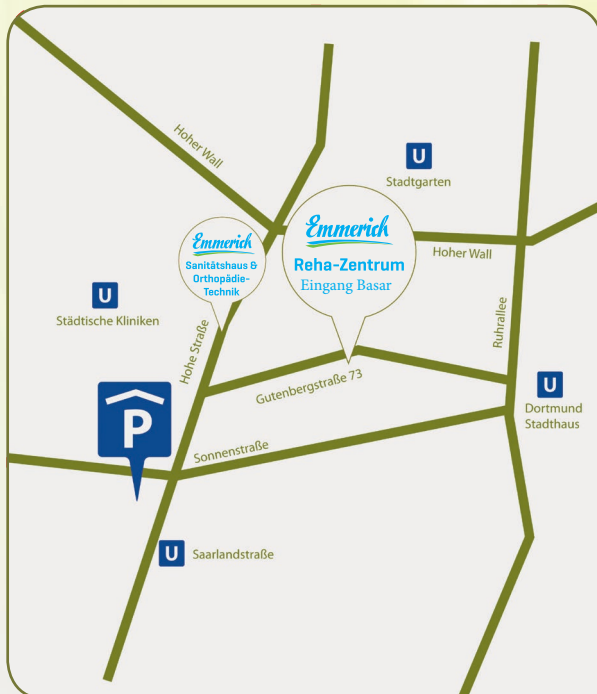 Hoher Wall
U
Stadtgarten
Emmerich
Sanitätshaus &
Orthopädie-
Technik
Emmerich
Reha-Zentrum
Eingang Basar
Hoher Wall
U
Städtische Kliniken
Hohe Straße
Ruhrallee
Gutenbergstraße 73
U
Dortmund
Stadthaus
P
Sonnenstraße
U
Saarlandstraße